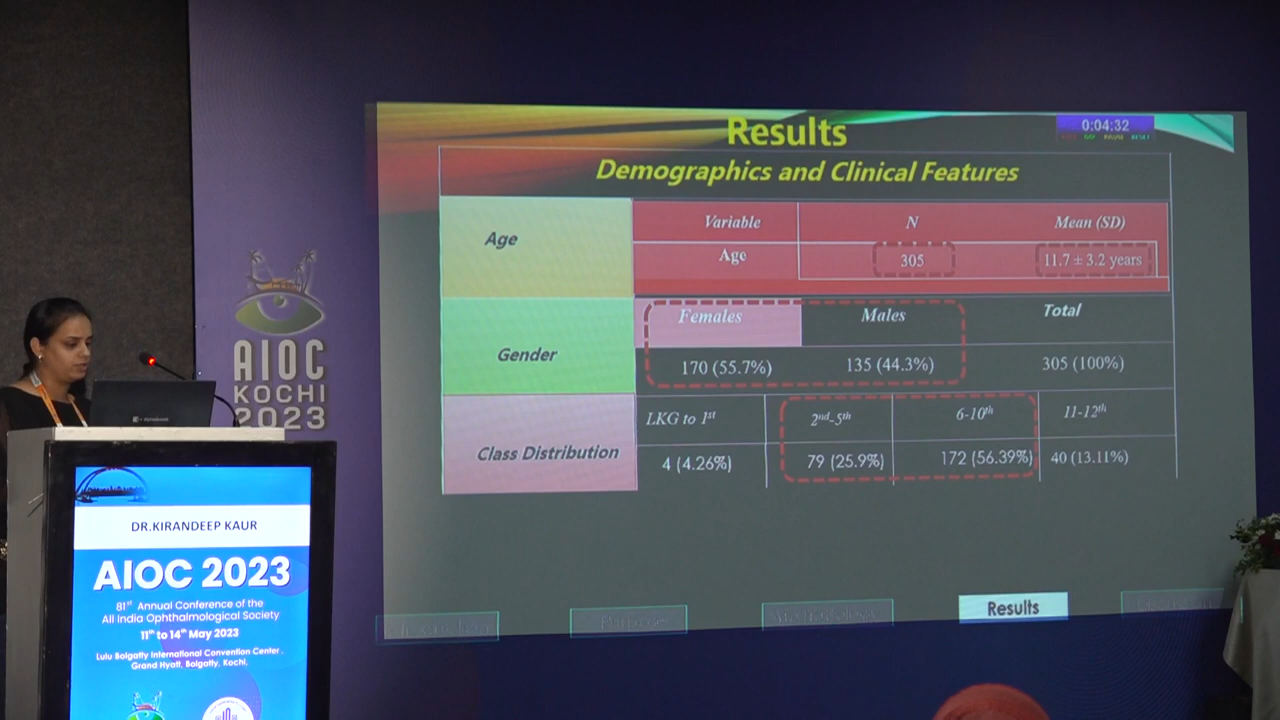 Results
0:04:32
Demographics and Clinical Features
Age
Variable N Mean (SD)
Age 305 11.7 ± 3.2 years
Gender
Females Males Total
170 (55.7%) 135 (44.3%) 305 (100%)
Class Distribution
LKG to 1st 2nd-5th 6-10th 11-12th
4 (4.26%) 79 (25.9%) 172 (56.39%) 40 (13.11%)
Results
AIOC
KOCHI
2023
DR.KIRANDEEP KAUR
AIOC 2023
81st Annual Conference of the
All India Ophthalmological Society
11th to 14th May 2023
Lulu Bolgatty International Convention Center,
Grand Hyatt, Bolgatty, Kochi.